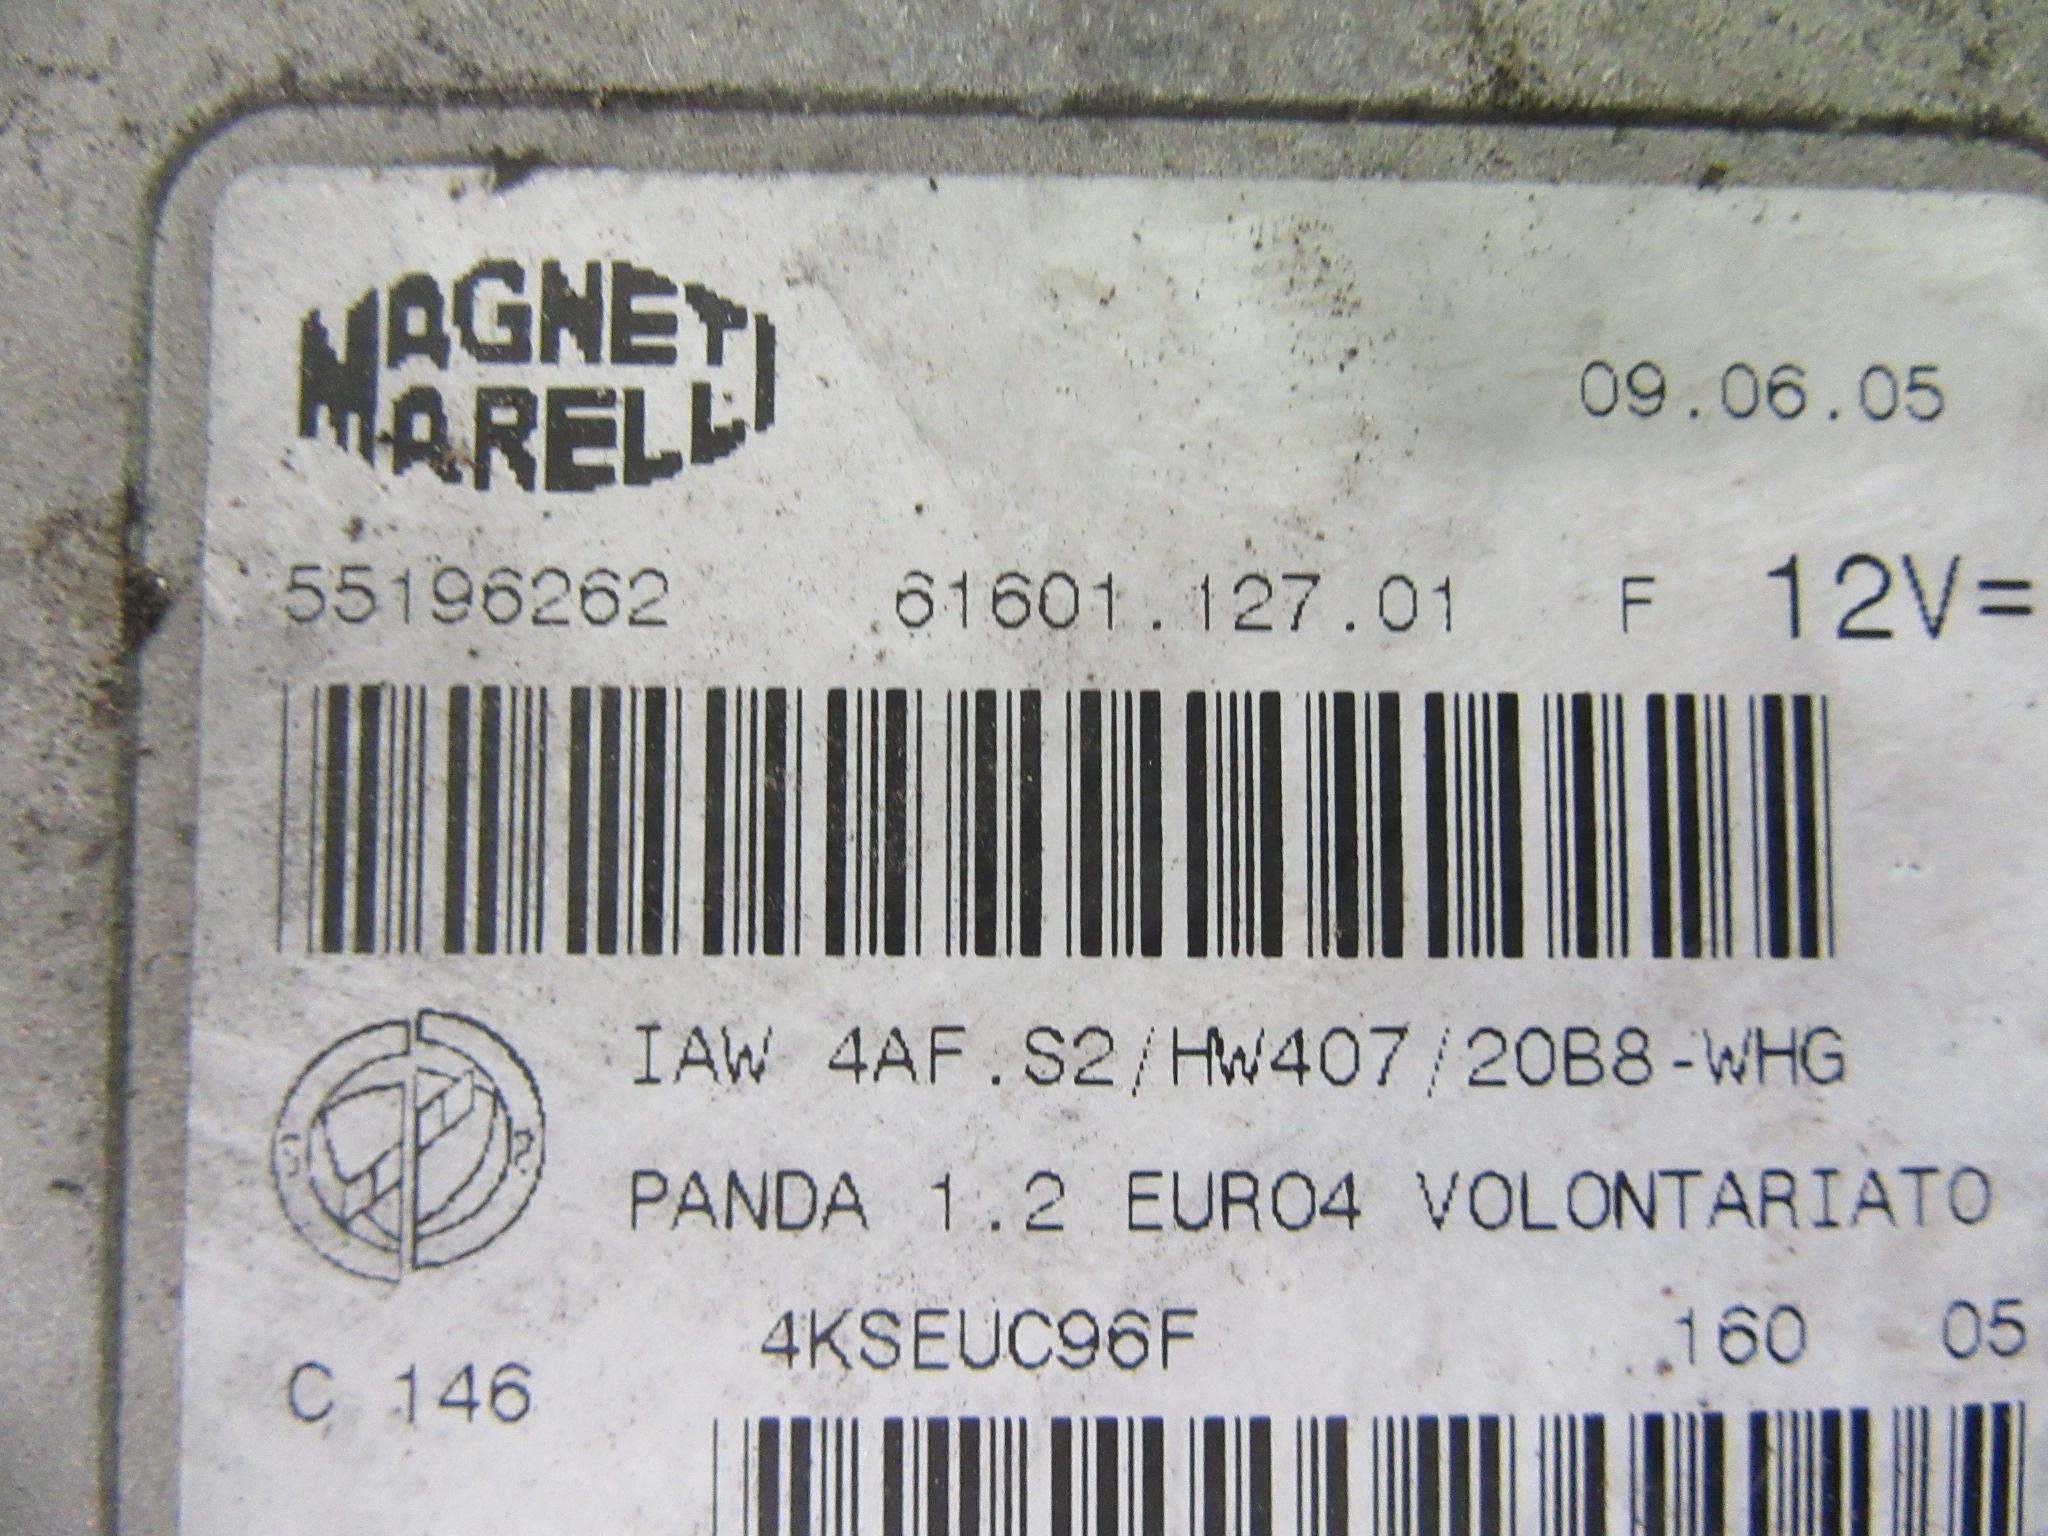 MAGNETI
MARELLI
09.06.05
55196262 61601.127.01 F 12V=
IAW 4AF.S2/HW407/20B8-WHG
PANDA 1.2 EURO4 VOLONTARIATO
4KSEUC96F 160 05
C 146